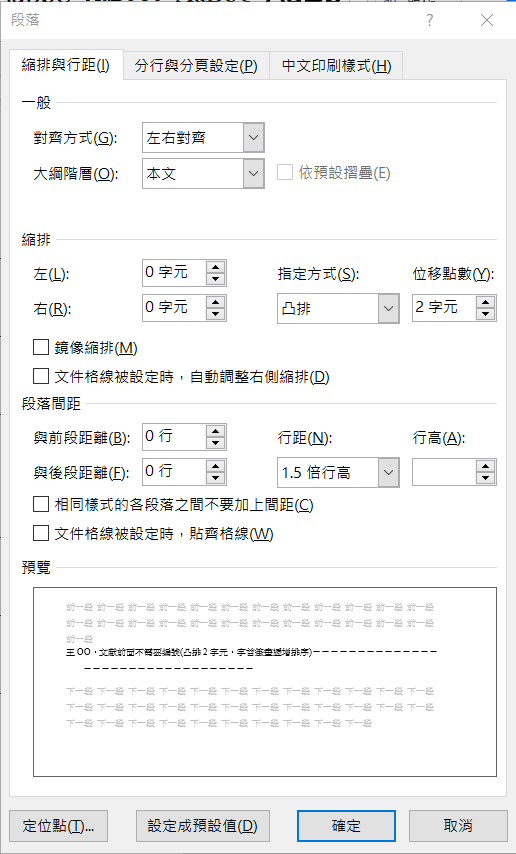 段落
?
縮排與行距(I) 分行與分頁設定(P) 中文印刷樣式(H)
一般
對齊方式(G): 左右對齊
大綱階層(O): 本文 依預設摺疊(E)
縮排
左(L): 0 字元 指定方式(S): 位移點數(Y):
右(R): 0 字元 凸排 2 字元
鏡像縮排(M)
文件格線被設定時，自動調整右側縮排(D)
段落間距
與前段距離(B): 0 行 行距(N): 行高(A):
與後段距離(F): 0 行 1.5 倍行高
相同樣式的各段落之間不要加上間距(C)
文件格線被設定時，貼齊格線(W)
預覽
前一段 前一段 前一段 前一段 前一段 前一段 前一段 前一段 前一段 前一段 前一段 前一段
前一段 前一段 前一段 前一段 前一段 前一段 前一段 前一段 前一段 前一段 前一段 前一段
前一段
王OO，文獻前面不需要編號(凸排 2 字元，字首筆畫遞增排序)
下一段 下一段 下一段 下一段 下一段 下一段 下一段 下一段 下一段 下一段 下一段 下一段
下一段 下一段 下一段 下一段 下一段 下一段 下一段 下一段 下一段 下一段 下一段 下一段
下一段 下一段 下一段 下一段 下一段 下一段 下一段 下一段 下一段 下一段
定位點(T)... 設定成預設值(D) 確定 取消